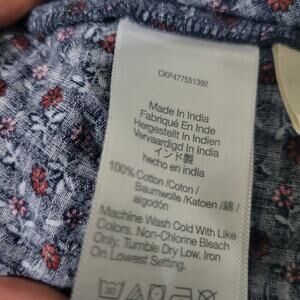 CKP477551392
Made In India
Fabriqué En Inde
Hergestellt In Indien
Vervaardigd In India
インド製
hecho en india
100% Cotton /Coton /
Baumwolle /Katoen /綿 /
algodón
Machine Wash Cold With Like
Colors. Non-Chlorine Bleach
Only. Tumble Dry Low, Iron
On Lowest Setting.